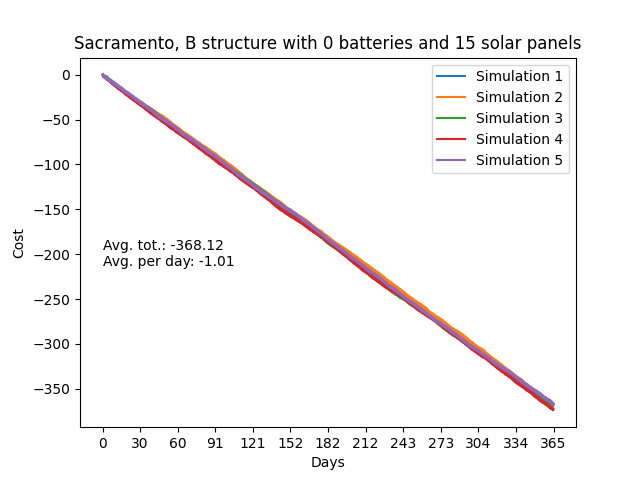 Sacramento, B structure with 0 batteries and 15 solar panels
Simulation 1
Simulation 2
Simulation 3
Simulation 4
Simulation 5
Cost
0
−50
−100
−150
−200
−250
−300
−350
Avg. tot.: -368.12
Avg. per day: -1.01
0 30 60 91 121 152 182 212 243 273 304 334 365
Days